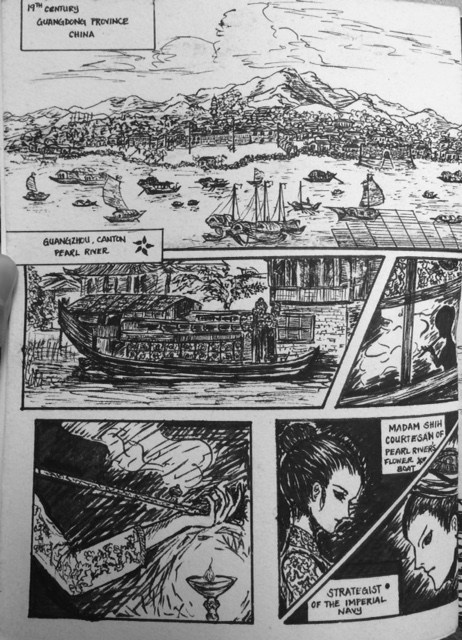 19TH CENTURY
GUANGDONG PROVINCE
CHINA
GUANGZHOU, CANTON
PEARL RIVER
MADAM SHIH
COURTESAN OF
PEARL RIVER'S
FLOWER
BOAT
STRATEGIST
OF THE IMPERIAL
NAVY